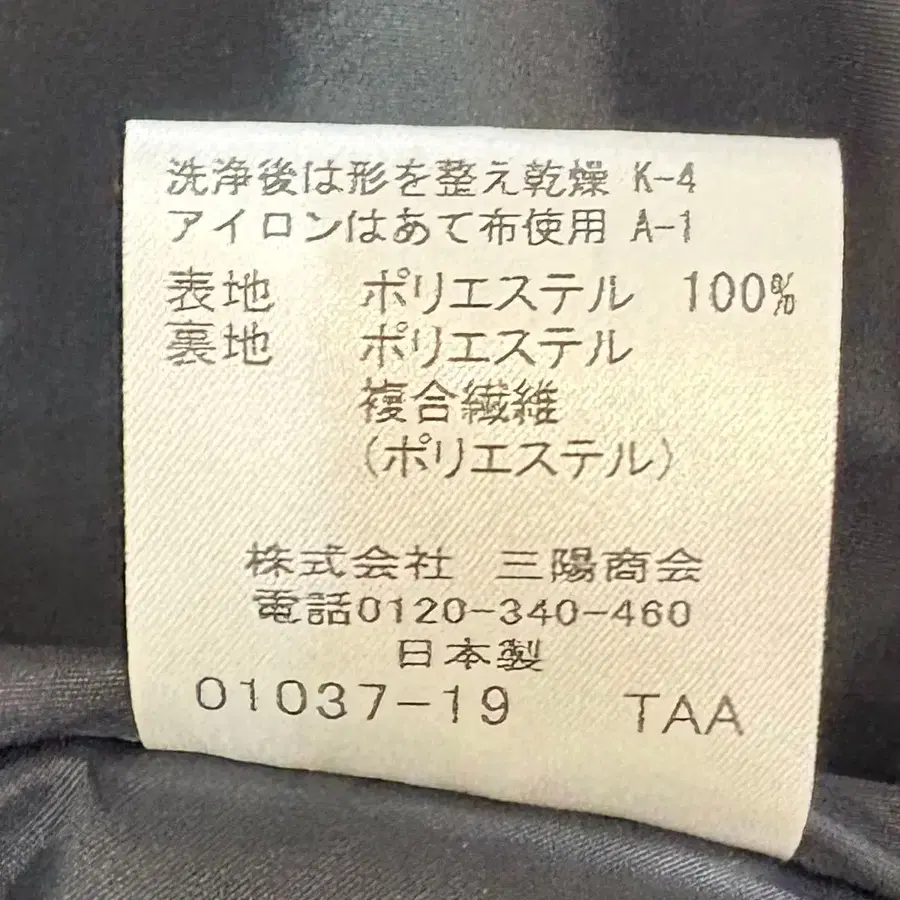 洗浄後は形を整え乾燥 K-4
アイロンはあて布使用 A-1
表地 ポリエステル 100%
裏地 ポリエステル
複合繊維
(ポリエステル)
株式会社 三陽商会
電話0120-340-460
日本製
01037-19 TAA